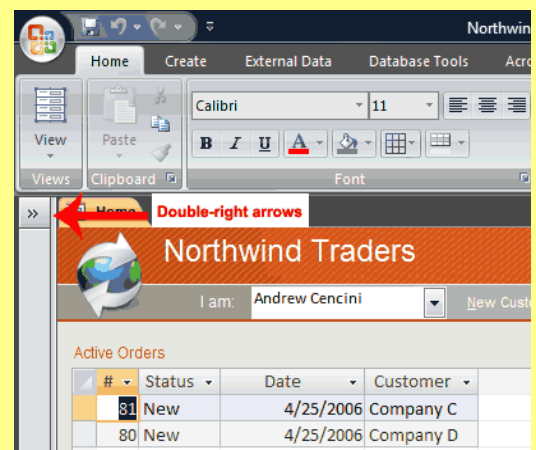 Northwin
Home Create External Data Database Tools Acro
Calibri 11
View Paste B I U A
Views Clipboard Font
» Home Double-right arrows
Northwind Traders
I am: Andrew Cencini New Custo
Active Orders
# Status Date Customer
81 New 4/25/2006 Company C
80 New 4/25/2006 Company D